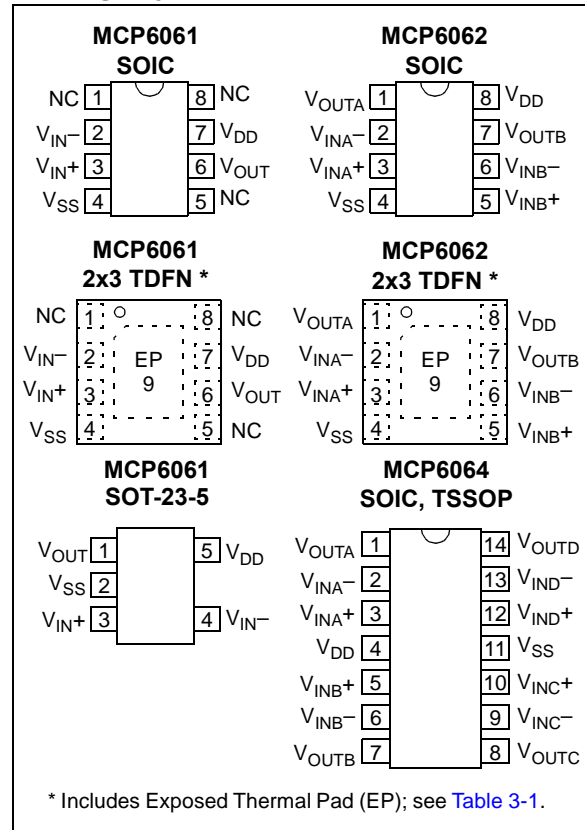 MCP6061
SOIC
NC 1 8 NC
VIN– 2 7 VDD
VIN+ 3 6 VOUT
VSS 4 5 NC
MCP6062
SOIC
VOUTA 1 8 VDD
VINA– 2 7 VOUTB
VINA+ 3 6 VINB–
VSS 4 5 VINB+
MCP6061
2x3 TDFN *
NC 1 8 NC
VIN– 2 EP 7 VDD
VIN+ 3 9 6 VOUT
VSS 4 5 NC
MCP6062
2x3 TDFN *
VOUTA 1 8 VDD
VINA– 2 EP 7 VOUTB
VINA+ 3 9 6 VINB–
VSS 4 5 VINB+
MCP6061
SOT-23-5
VOUT 1 5 VDD
VSS 2
VIN+ 3 4 VIN–
MCP6064
SOIC, TSSOP
VOUTA 1 14 VOUTD
VINA– 2 13 VIND–
VINA+ 3 12 VIND+
VDD 4 11 VSS
VINB+ 5 10 VINC+
VINB– 6 9 VINC–
VOUTB 7 8 VOUTC
* Includes Exposed Thermal Pad (EP); see Table 3-1.